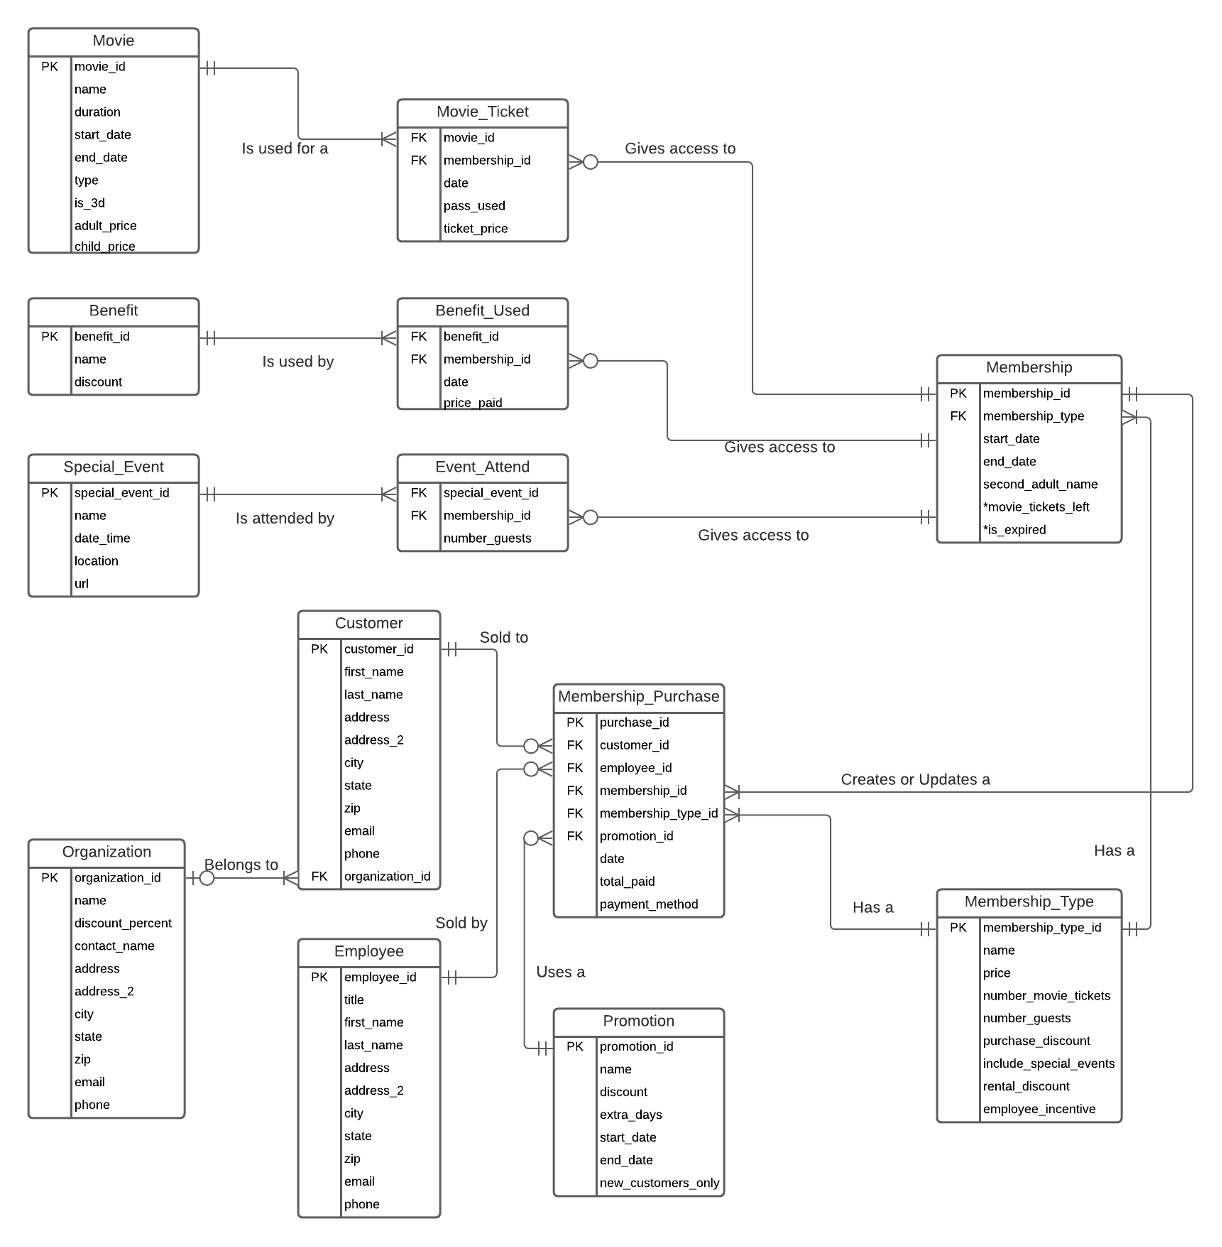 Movie
PK movie_id
name
duration
start_date
end_date
type
is_3d
adult_price
child_price
Is used for a
Movie_Ticket
FK movie_id
FK membership_id
date
pass_used
ticket_price
Gives access to
Benefit
PK benefit_id
name
discount
Is used by
Benefit_Used
FK benefit_id
FK membership_id
date
price_paid
Gives access to
Special_Event
PK special_event_id
name
date_time
location
url
Is attended by
Event_Attend
FK special_event_id
FK membership_id
number_guests
Gives access to
Membership
PK membership_id
FK membership_type
start_date
end_date
second_adult_name
*movie_tickets_left
*is_expired
Customer
PK customer_id
first_name
last_name
address
address_2
city
state
zip
email
phone
FK organization_id
Sold to
Membership_Purchase
PK purchase_id
FK customer_id
FK employee_id
FK membership_id
FK membership_type_id
FK promotion_id
date
total_paid
payment_method
Creates or Updates a
Has a
Has a
Organization
PK organization_id
name
discount_percent
contact_name
address
address_2
city
state
zip
email
phone
Belongs to
Sold by
Employee
PK employee_id
title
first_name
last_name
address
address_2
city
state
zip
email
phone
Uses a
Promotion
PK promotion_id
name
discount
extra_days
start_date
end_date
new_customers_only
Membership_Type
PK membership_type_id
name
price
number_movie_tickets
number_guests
purchase_discount
include_special_events
rental_discount
employee_incentive